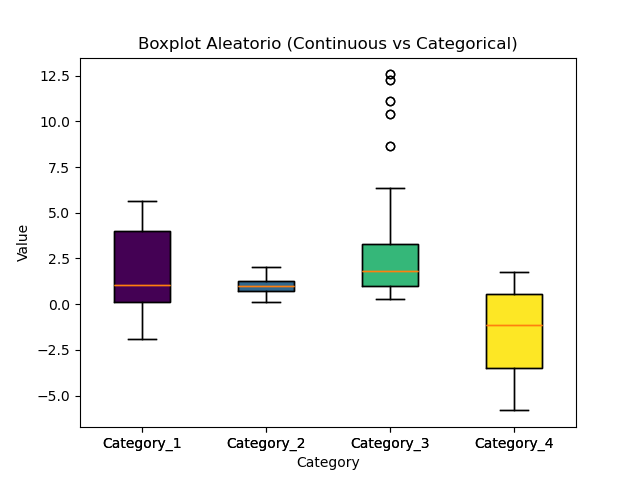 Boxplot Aleatorio (Continuous vs Categorical)
12.5
10.0
7.5
5.0
2.5
0.0
−2.5
−5.0
Value
Category_1 Category_2 Category_3 Category_4
Category